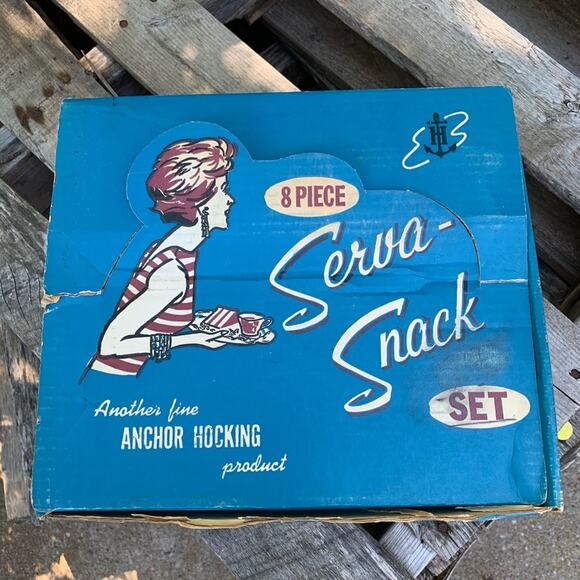 H
8 PIECE
Serva-
Snack
SET
Another fine
ANCHOR HOCKING
product